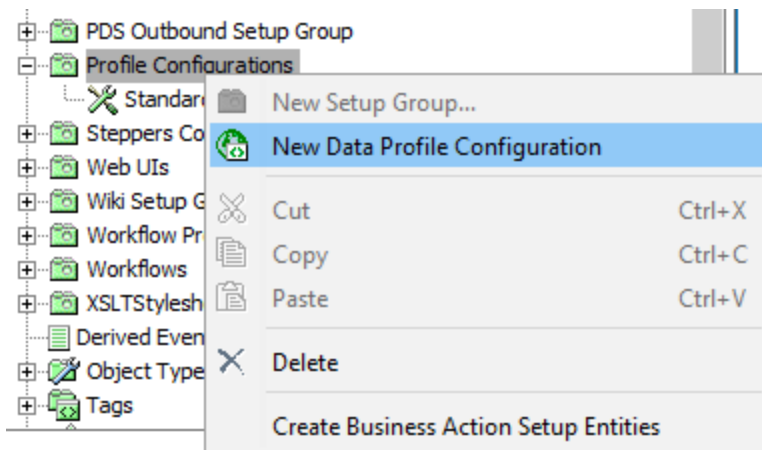 PDS Outbound Setup Group
Profile Configurations
Standard
New Setup Group...
Steppers Co
New Data Profile Configuration
Web UIs
Wiki Setup G
Cut Ctrl+X
Workflow Pr
Copy Ctrl+C
Workflows
Paste Ctrl+V
XSLTStylesh
Derived Even
Delete
Object Type
Tags
Create Business Action Setup Entities